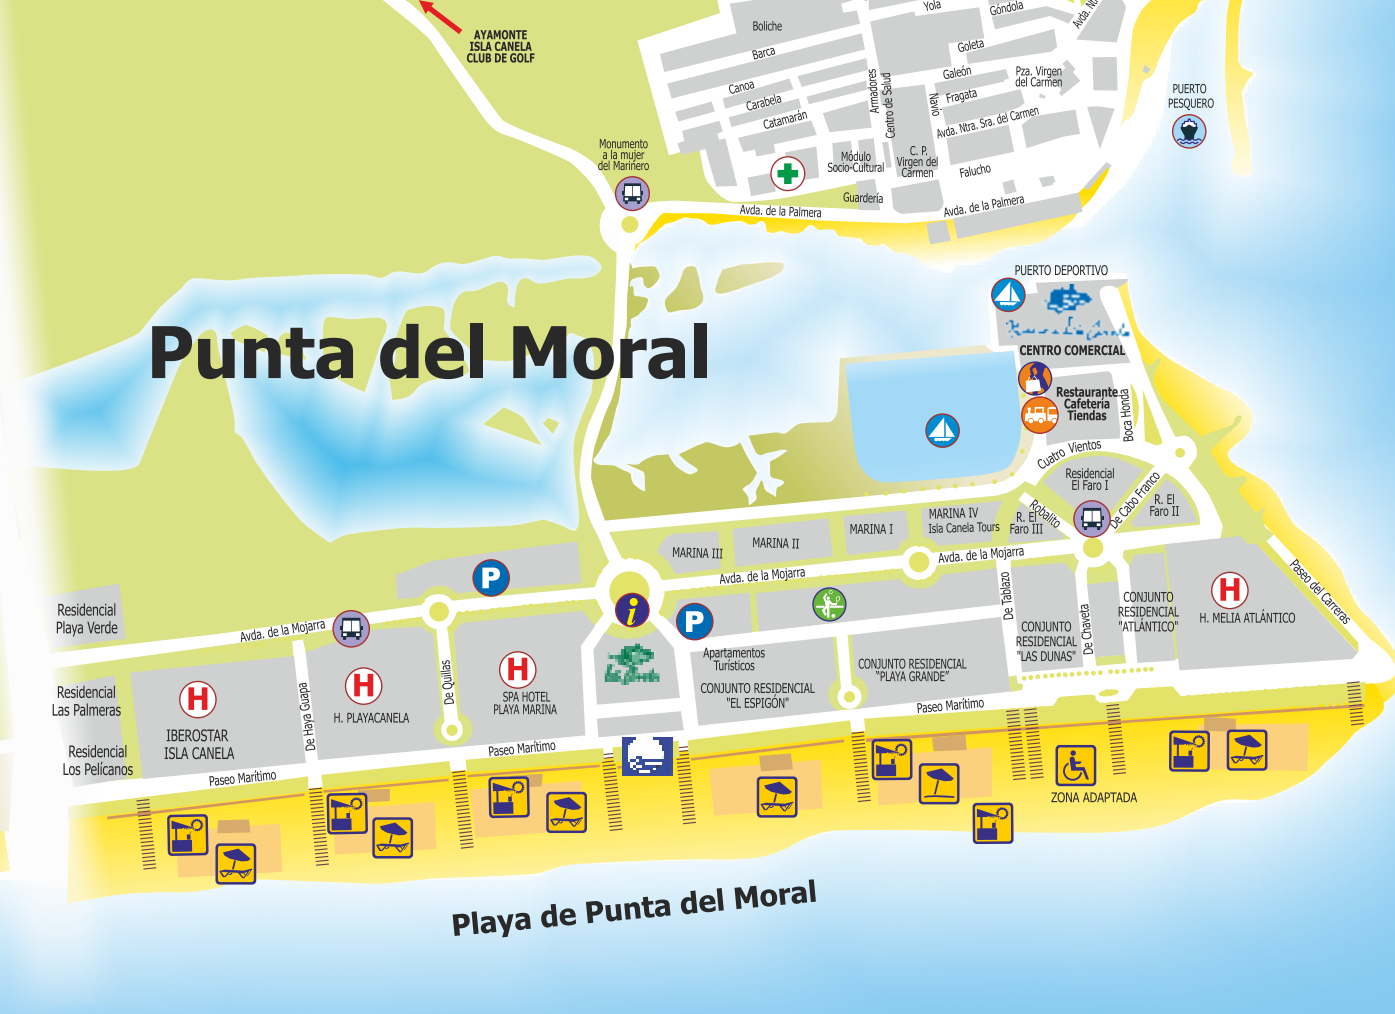 AYAMONTE
ISLA CANELA
CLUB DE GOLF
Boliche
Barca
Canoa
Carabela
Catamarán
Armadores
Centro de Salud
Yola
Góndola
Goleta
Galeón
Fragata
Navío
Pza. Virgen
del Carmen
Avda. Ntra. Sra. del Carmen
Módulo
Socio-Cultural
C. P.
Virgen del
Carmen
Falucho
Guardería
Avda. de la Palmera
Avda. de la Palmera
PUERTO
PESQUERO
Monumento
a la mujer
del Marinero
Punta del Moral
PUERTO DEPORTIVO
CENTRO COMERCIAL
Restaurante
Cafetería
Tiendas
Boca Honda
Cuatro Vientos
Residencial
El Faro I
De Cabo Franco
R. El
Faro II
Robalito
R. El
Faro III
MARINA IV
Isla Canela Tours
MARINA I
MARINA II
MARINA III
Avda. de la Mojarra
Avda. de la Mojarra
Avda. de la Mojarra
P
i
P
Residencial
Playa Verde
Residencial
Las Palmeras
Residencial
Los Pelícanos
H
IBEROSTAR
ISLA CANELA
De Haya Guapa
H
H. PLAYACANELA
De Quillas
H
SPA HOTEL
PLAYA MARINA
Apartamentos
Turísticos
CONJUNTO RESIDENCIAL
"EL ESPIGÓN"
CONJUNTO RESIDENCIAL
"PLAYA GRANDE"
De Tablazo
CONJUNTO
RESIDENCIAL
"LAS DUNAS"
De Chaveta
CONJUNTO
RESIDENCIAL
"ATLÁNTICO"
H
H. MELIA ATLÁNTICO
Paseo del Carreras
Paseo Marítimo
Paseo Marítimo
Paseo Marítimo
ZONA ADAPTADA
Playa de Punta del Moral